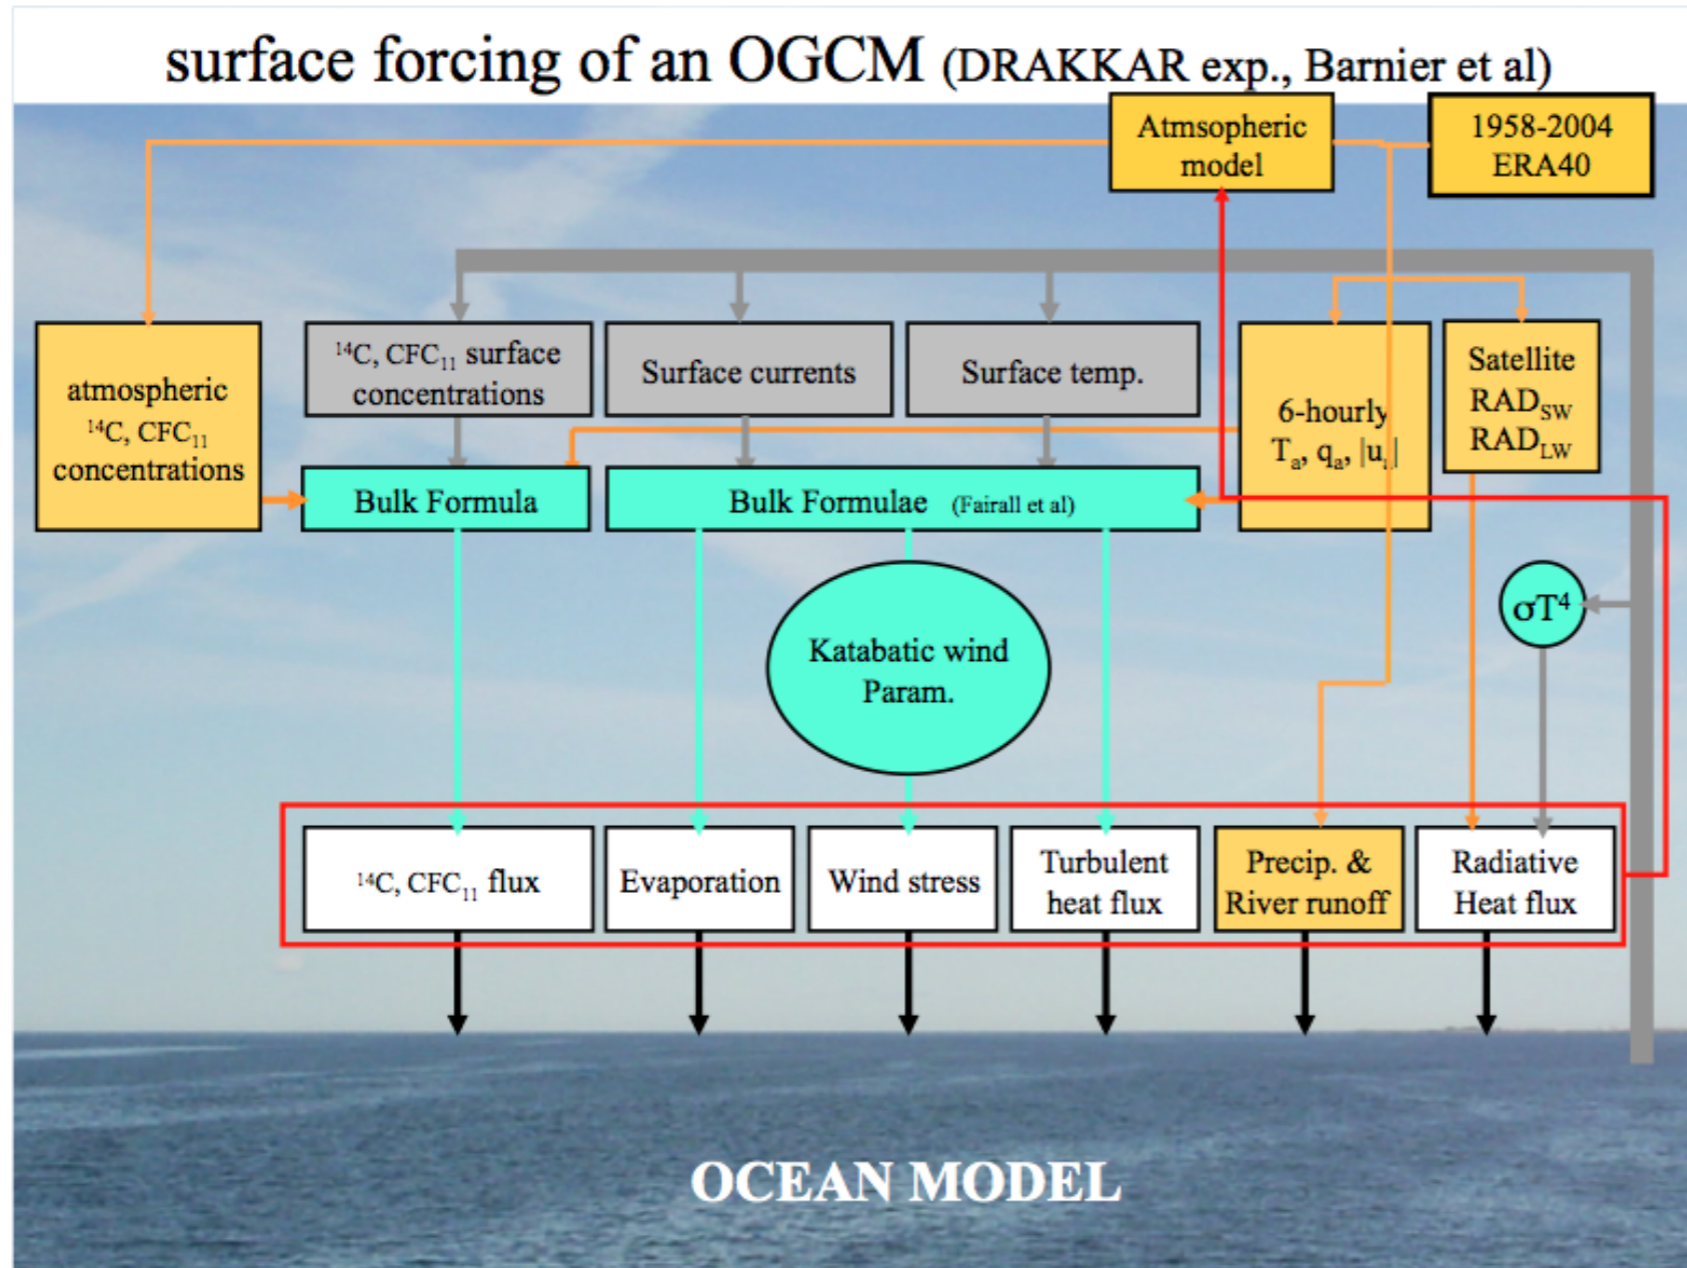 surface forcing of an OGCM (DRAKKAR exp., Barnier et al)
Atmsopheric
model
1958-2004
ERA40
atmospheric
¹⁴C, CFC₁₁
concentrations
¹⁴C, CFC₁₁ surface
concentrations
Surface currents
Surface temp.
6-hourly
Tₐ, qₐ, |uₐ|
Satellite
RAD_SW
RAD_LW
Bulk Formula
Bulk Formulae (Fairall et al)
Katabatic wind
Param.
σT⁴
¹⁴C, CFC₁₁ flux
Evaporation
Wind stress
Turbulent
heat flux
Precip. &
River runoff
Radiative
Heat flux
OCEAN MODEL